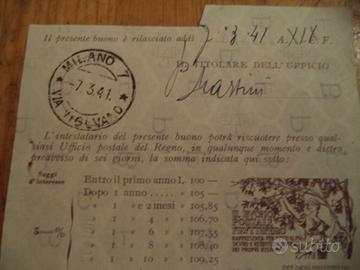 Il presente buono è rilasciato addì 7.3.41 A. XIX E. F.
IL TITOLARE DELL'UFFICIO
MILANO 7
-7.3.41.
L'intestatario del presente buono potrà riscuotere presso qual-
siasi Ufficio postale del Regno, in qualunque momento e dietro
preavviso di sei giorni, la somma indicata qui sotto:
Saggi
d'interesse
Entro il primo anno L. 100 —
Dopo 1 anno 105 —
» 1 » e 2 mesi » 105,85
» 1 » 4 » » 106,70
» 1 » 6 » » 107,55
» 1 » 8 » » 108,40
» 1 » 10 » » 109,25
subito